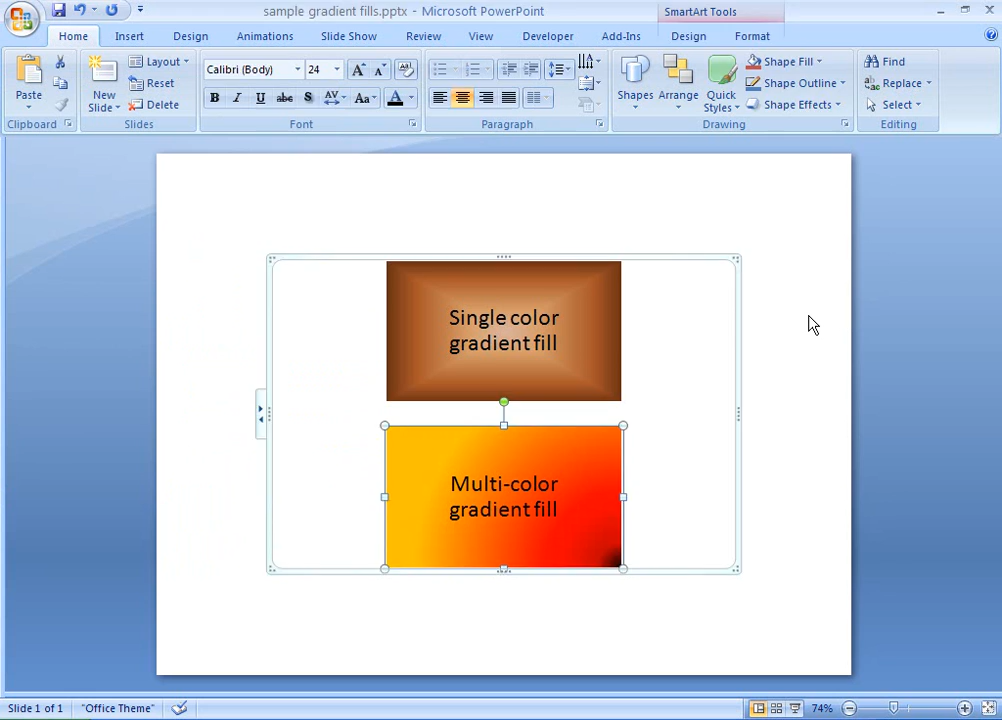 sample gradient fills.pptx - Microsoft PowerPoint
SmartArt Tools
Home Insert Design Animations Slide Show Review View Developer Add-Ins Design Format
Paste
Clipboard
New
Slide
Layout
Reset
Delete
Slides
Calibri (Body) 24
B I U abc S AV Aa A
Font
Paragraph
Shapes
Arrange
Quick
Styles
Shape Fill
Shape Outline
Shape Effects
Drawing
Find
Replace
Select
Editing
Single color
gradient fill
Multi-color
gradient fill
Slide 1 of 1 "Office Theme" 74%